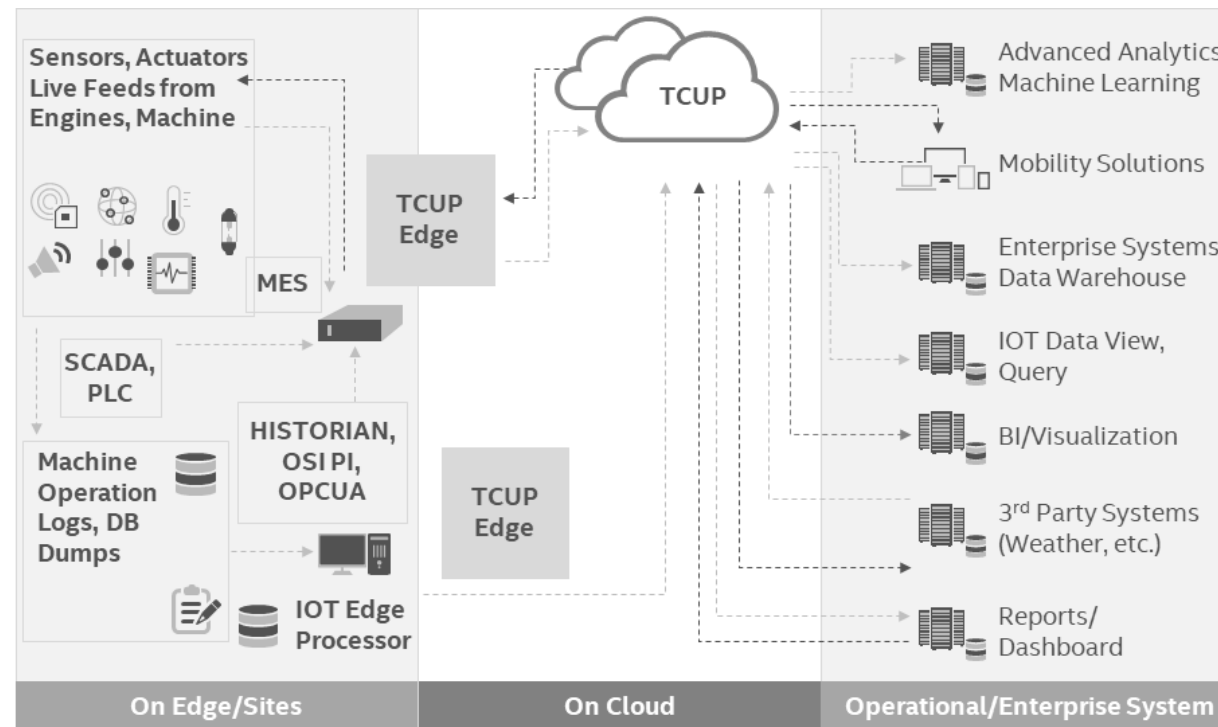 Sensors, Actuators
Live Feeds from
Engines, Machine
MES
SCADA,
PLC
HISTORIAN,
OSI PI,
OPCUA
Machine
Operation
Logs, DB
Dumps
IOT Edge
Processor
On Edge/Sites
TCUP
TCUP
Edge
TCUP
Edge
On Cloud
Advanced Analytics
Machine Learning
Mobility Solutions
Enterprise Systems
Data Warehouse
IOT Data View,
Query
BI/Visualization
3rd Party Systems
(Weather, etc.)
Reports/
Dashboard
Operational/Enterprise System